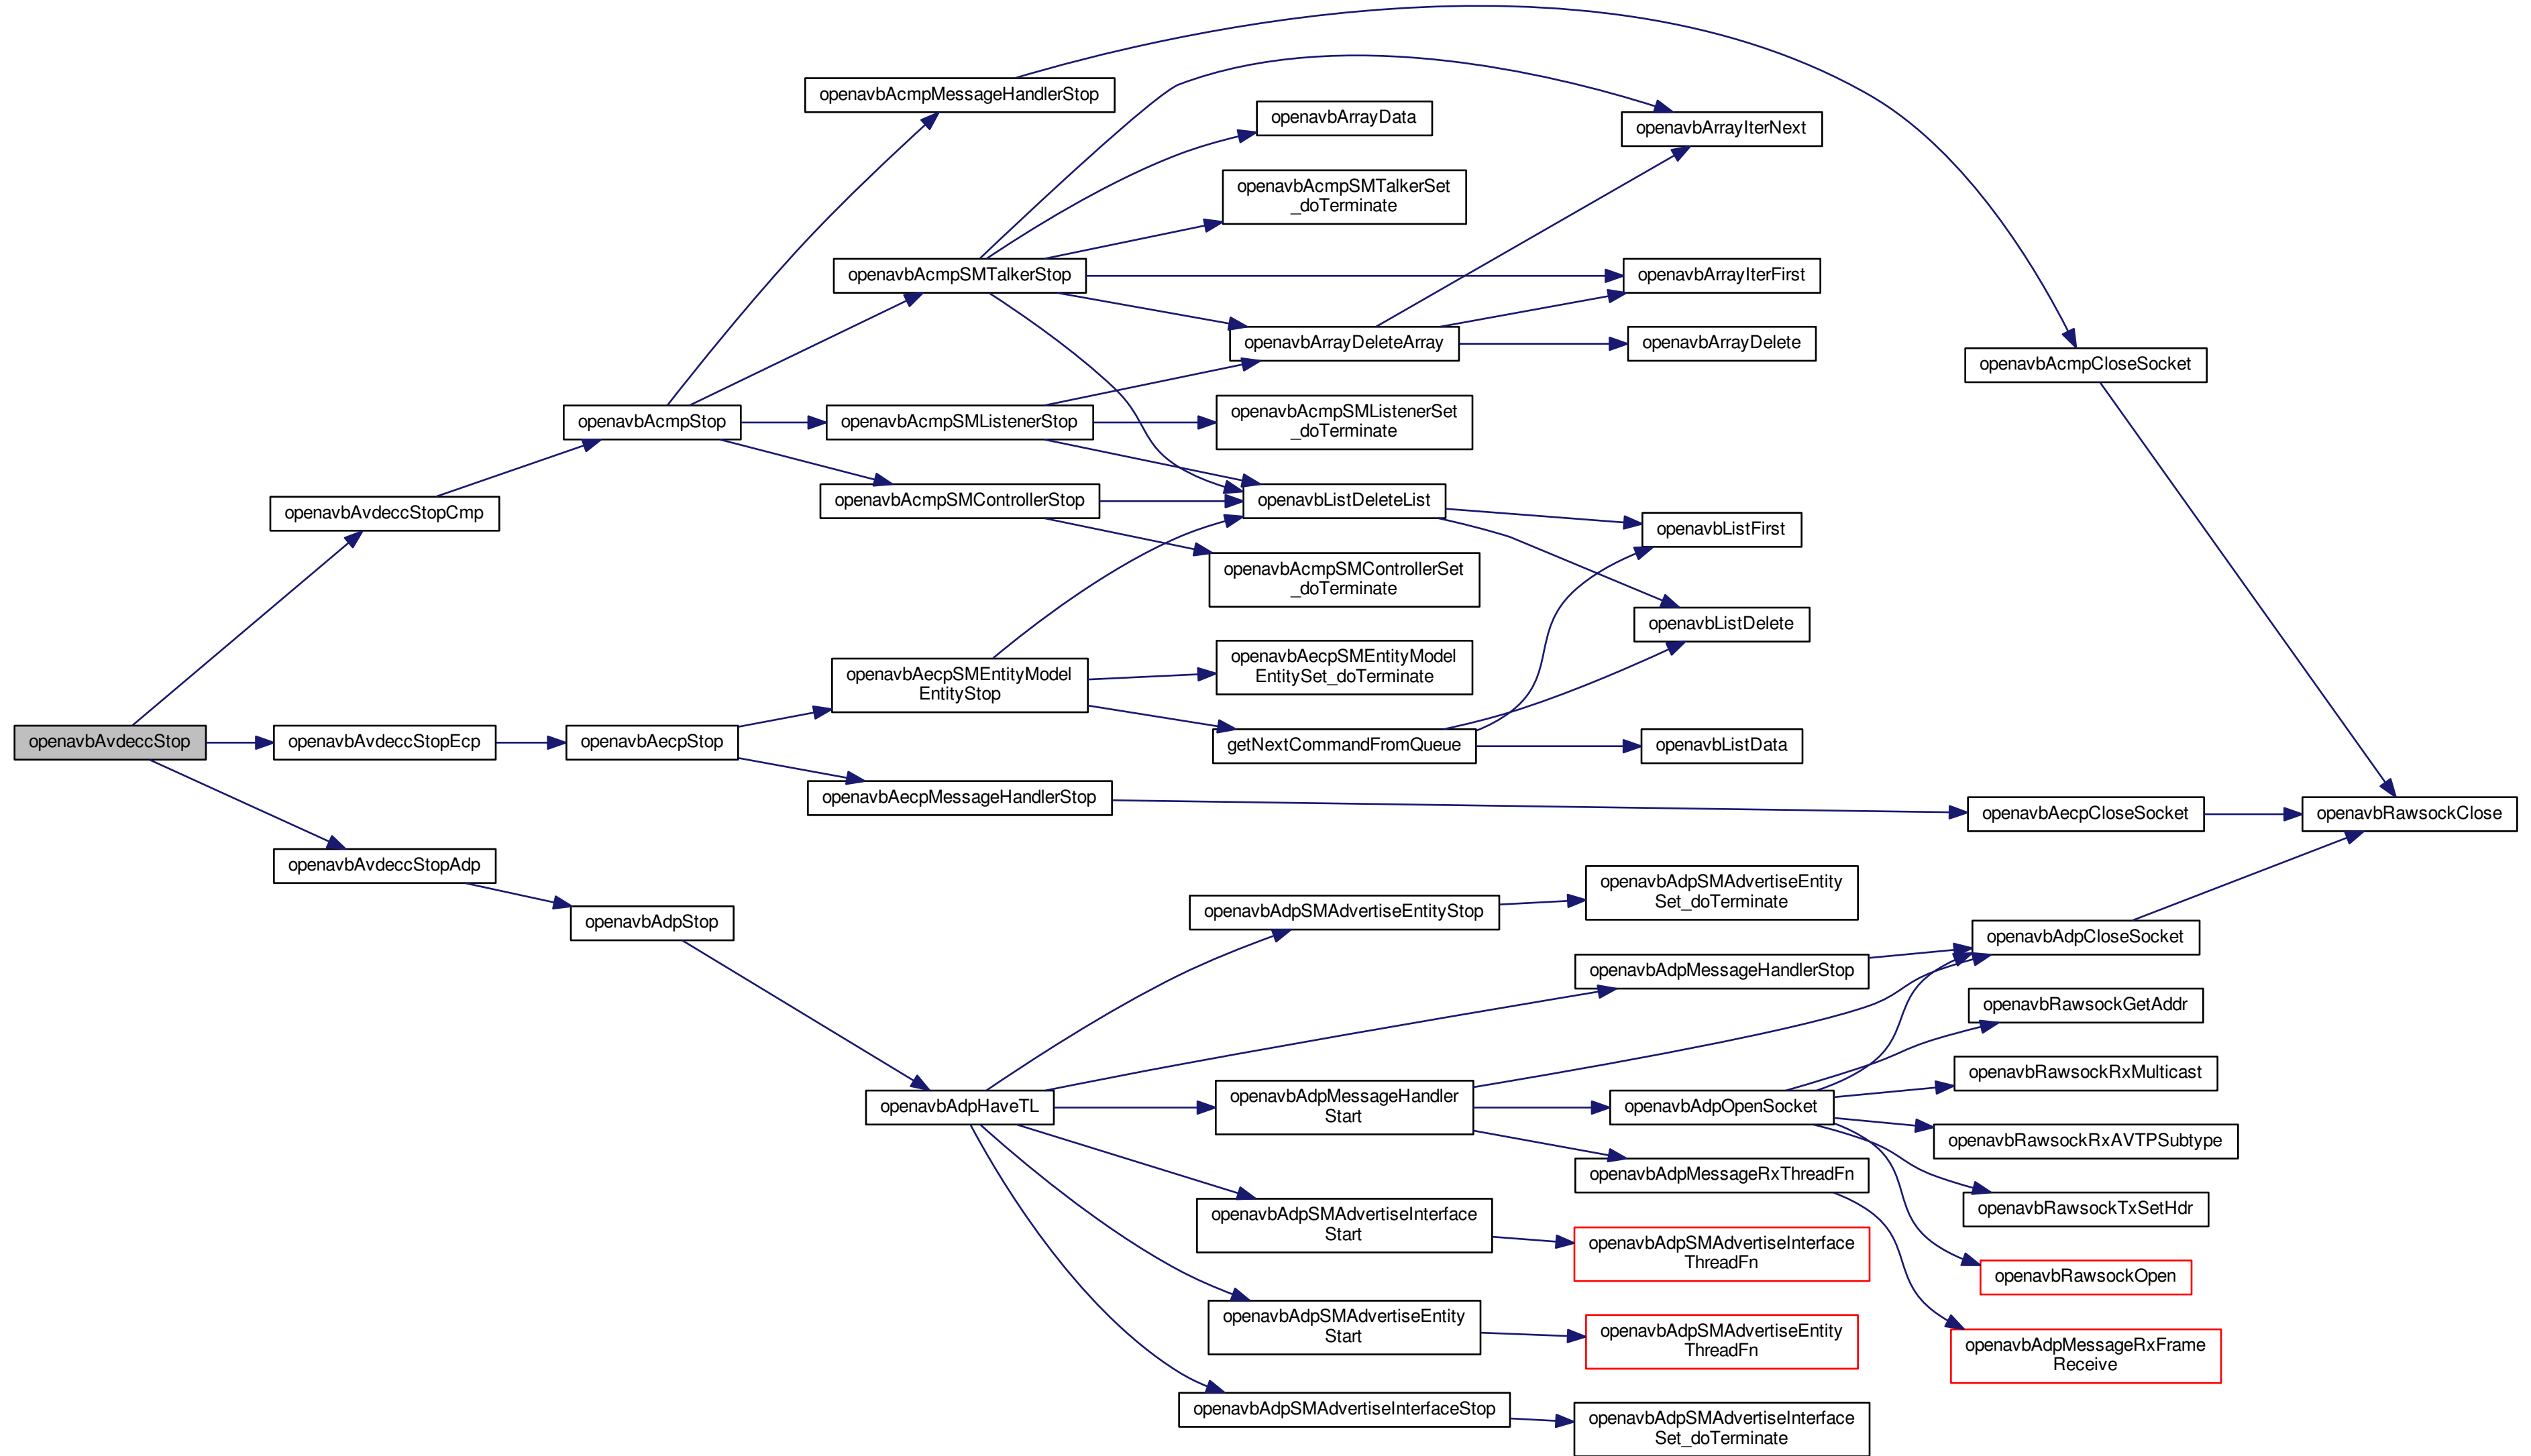 openavbAcmpMessageHandlerStop
openavbArrayData
openavbArrayIterNext
openavbAcmpSMTalkerSet
_doTerminate
openavbAcmpSMTalkerStop
openavbArrayIterFirst
openavbArrayDeleteArray
openavbArrayDelete
openavbAcmpCloseSocket
openavbAcmpStop
openavbAcmpSMListenerStop
openavbAcmpSMListenerSet
_doTerminate
openavbAvdeccStopCmp
openavbAcmpSMControllerStop
openavbListDeleteList
openavbListFirst
openavbAcmpSMControllerSet
_doTerminate
openavbListDelete
openavbAecpSMEntityModel
EntityStop
openavbAecpSMEntityModel
EntitySet_doTerminate
openavbAvdeccStop
openavbAvdeccStopEcp
openavbAecpStop
getNextCommandFromQueue
openavbListData
openavbAecpMessageHandlerStop
openavbAecpCloseSocket
openavbRawsockClose
openavbAvdeccStopAdp
openavbAdpStop
openavbAdpSMAdvertiseEntityStop
openavbAdpSMAdvertiseEntity
Set_doTerminate
openavbAdpCloseSocket
openavbAdpMessageHandlerStop
openavbRawsockGetAddr
openavbRawsockRxMulticast
openavbAdpHaveTL
openavbAdpMessageHandler
Start
openavbAdpOpenSocket
openavbRawsockRxAVTPSubtype
openavbAdpMessageRxThreadFn
openavbRawsockTxSetHdr
openavbAdpSMAdvertiseInterface
Start
openavbAdpSMAdvertiseInterface
ThreadFn
openavbRawsockOpen
openavbAdpSMAdvertiseEntity
Start
openavbAdpSMAdvertiseEntity
ThreadFn
openavbAdpMessageRxFrame
Receive
openavbAdpSMAdvertiseInterfaceStop
openavbAdpSMAdvertiseInterface
Set_doTerminate